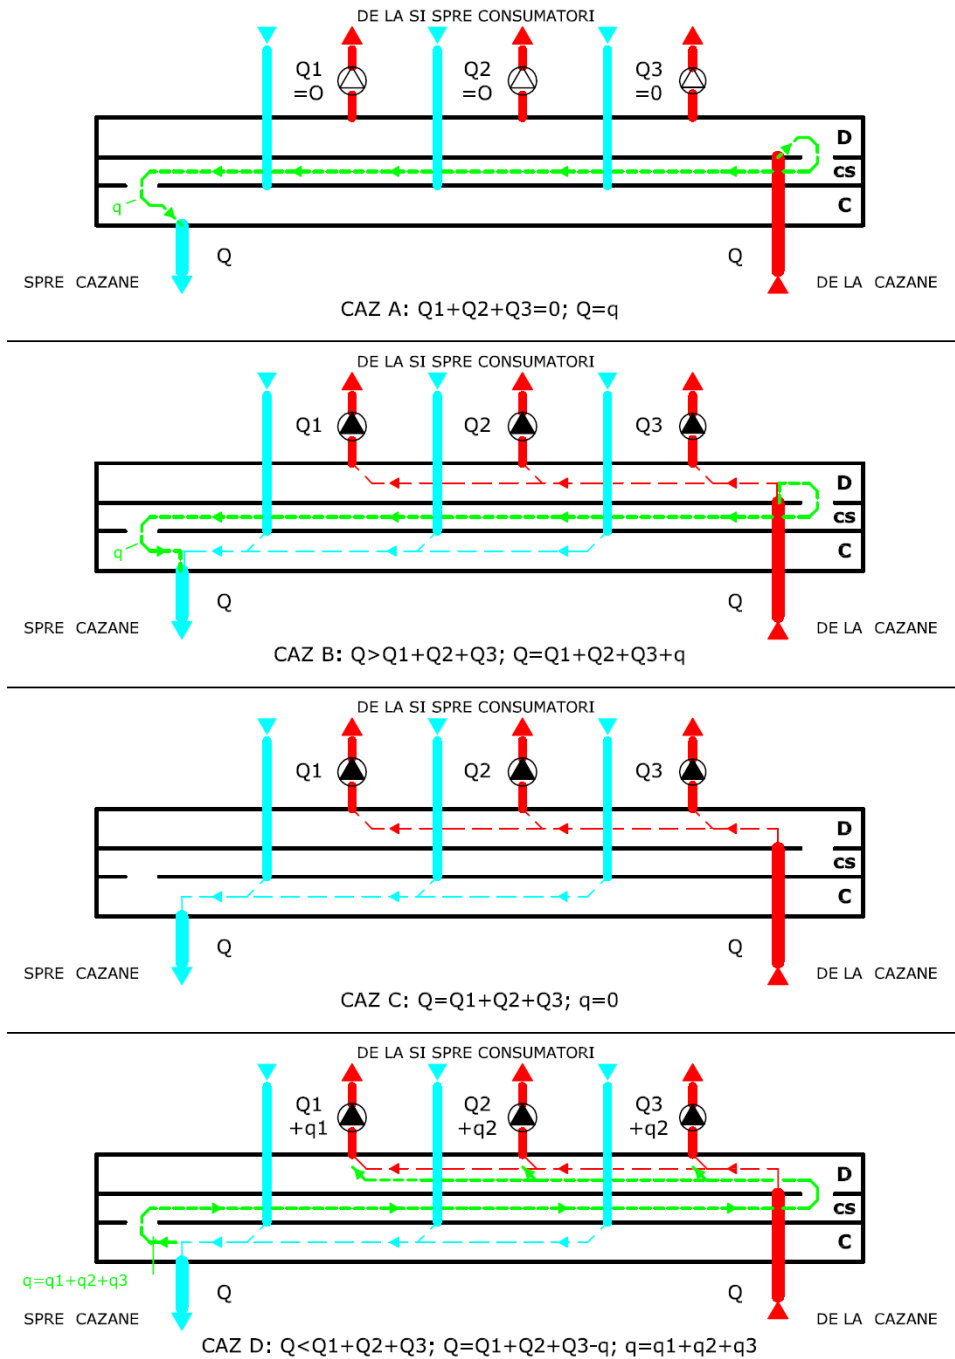 DE LA SI SPRE CONSUMATORI
Q1 =O Q2 =O Q3 =0
D
cs
C
q
Q Q
SPRE CAZANE DE LA CAZANE
CAZ A: Q1+Q2+Q3=0; Q=q
DE LA SI SPRE CONSUMATORI
Q1 Q2 Q3
D
cs
C
q
Q Q
SPRE CAZANE DE LA CAZANE
CAZ B: Q>Q1+Q2+Q3; Q=Q1+Q2+Q3+q
DE LA SI SPRE CONSUMATORI
Q1 Q2 Q3
D
cs
C
Q Q
SPRE CAZANE DE LA CAZANE
CAZ C: Q=Q1+Q2+Q3; q=0
DE LA SI SPRE CONSUMATORI
Q1 +q1 Q2 +q2 Q3 +q2
D
cs
C
q=q1+q2+q3
Q Q
SPRE CAZANE DE LA CAZANE
CAZ D: Q<Q1+Q2+Q3; Q=Q1+Q2+Q3-q; q=q1+q2+q3